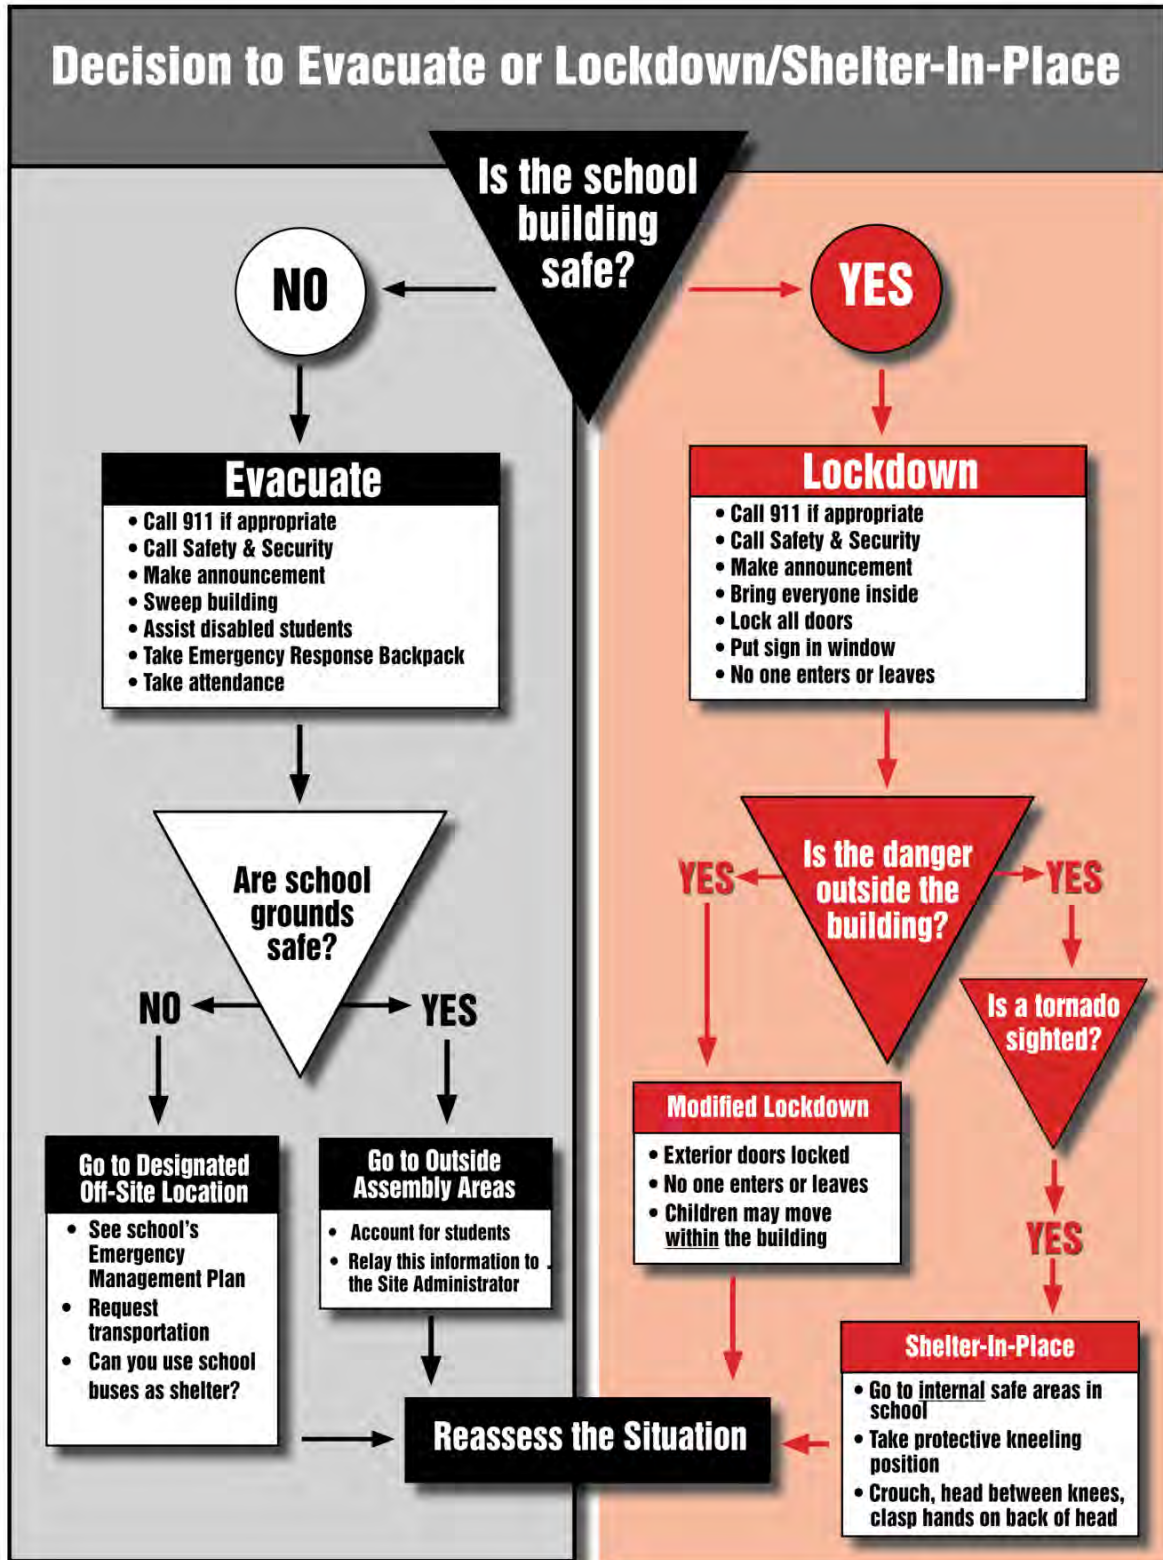 Decision to Evacuate or Lockdown/Shelter-In-Place
Is the school
building
safe?
NO
YES
Evacuate
• Call 911 if appropriate
• Call Safety & Security
• Make announcement
• Sweep building
• Assist disabled students
• Take Emergency Response Backpack
• Take attendance
Lockdown
• Call 911 if appropriate
• Call Safety & Security
• Make announcement
• Bring everyone inside
• Lock all doors
• Put sign in window
• No one enters or leaves
Are school
grounds
safe?
NO
YES
Is the danger
outside the
building?
YES
YES
Is a tornado
sighted?
YES
Go to Designated
Off-Site Location
• See school's
Emergency
Management Plan
• Request
transportation
• Can you use school
buses as shelter?
Go to Outside
Assembly Areas
• Account for students
• Relay this information to .
the Site Administrator
Modified Lockdown
• Exterior doors locked
• No one enters or leaves
• Children may move
within the building
Shelter-In-Place
• Go to internal safe areas in
school
• Take protective kneeling
position
• Crouch, head between knees,
clasp hands on back of head
Reassess the Situation